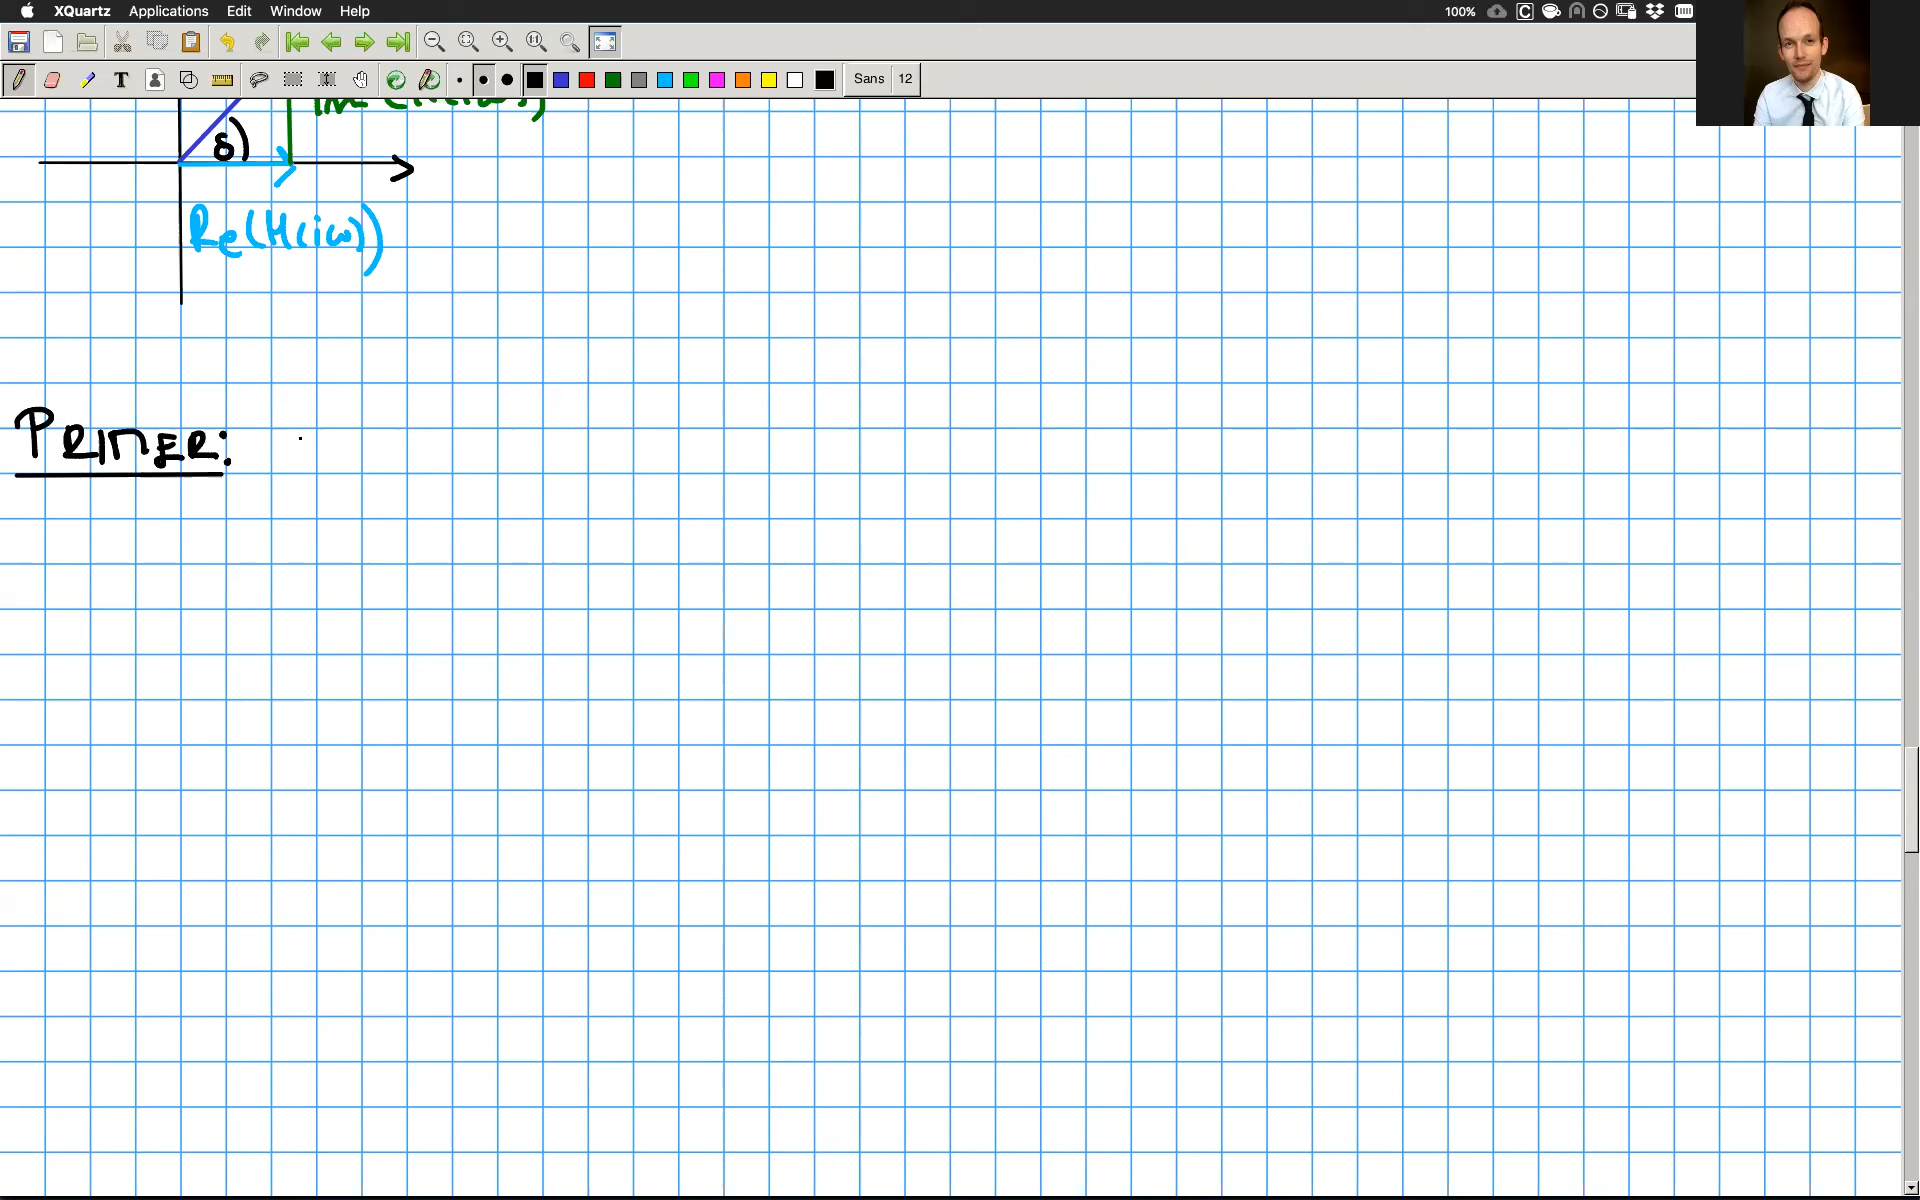 XQuartz Applications Edit Window Help 100%
Sans 12
δ
Re(H(iω))
PRIMER: